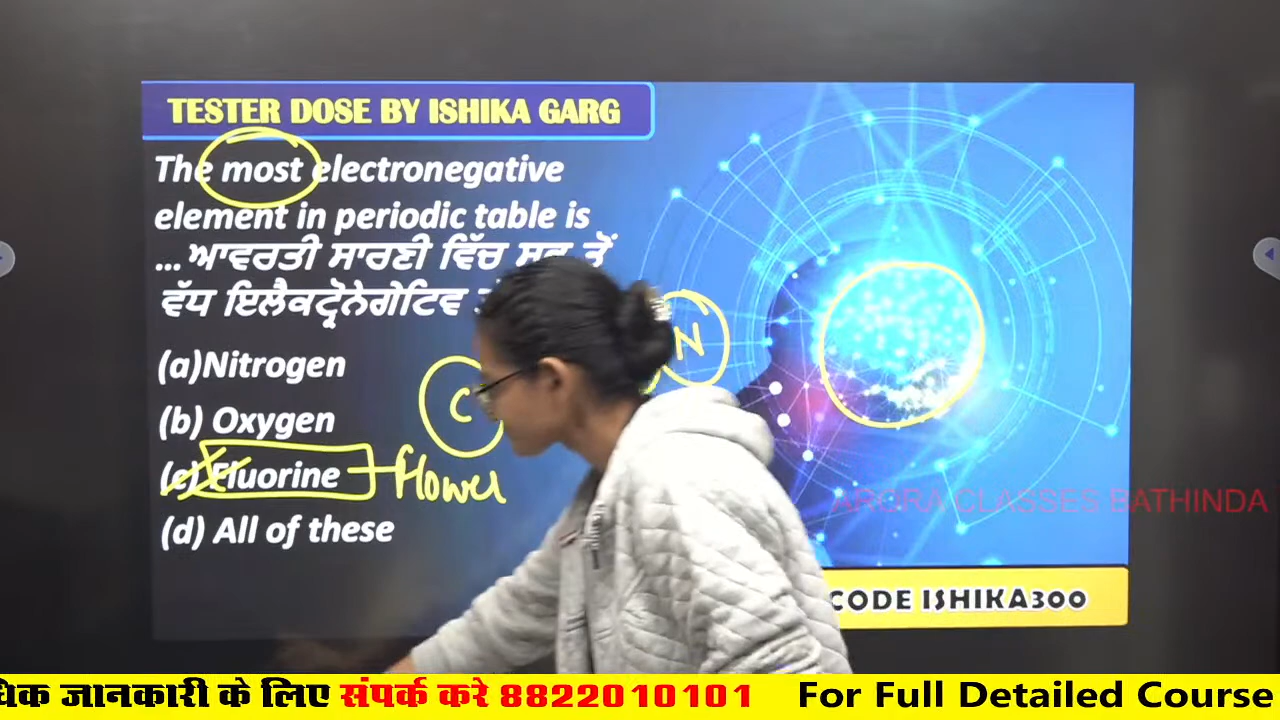 TESTER DOSE BY ISHIKA GARG
The most electronegative
element in periodic table is
...ਆਵਰਤੀ ਸਾਰਣੀ ਵਿੱਚ ਸਭ ਤੋਂ
ਵੱਧ ਇਲੈਕਟ੍ਰੋਨੇਗੇਟਿਵ
(a)Nitrogen
N
(b) Oxygen
C
(c) Fluorine
flower
(d) All of these
ARORA CLASSES BATHINDA
CODE ISHIKA300
धिक जानकारी के लिए संपर्क करे 8822010101 For Full Detailed Course